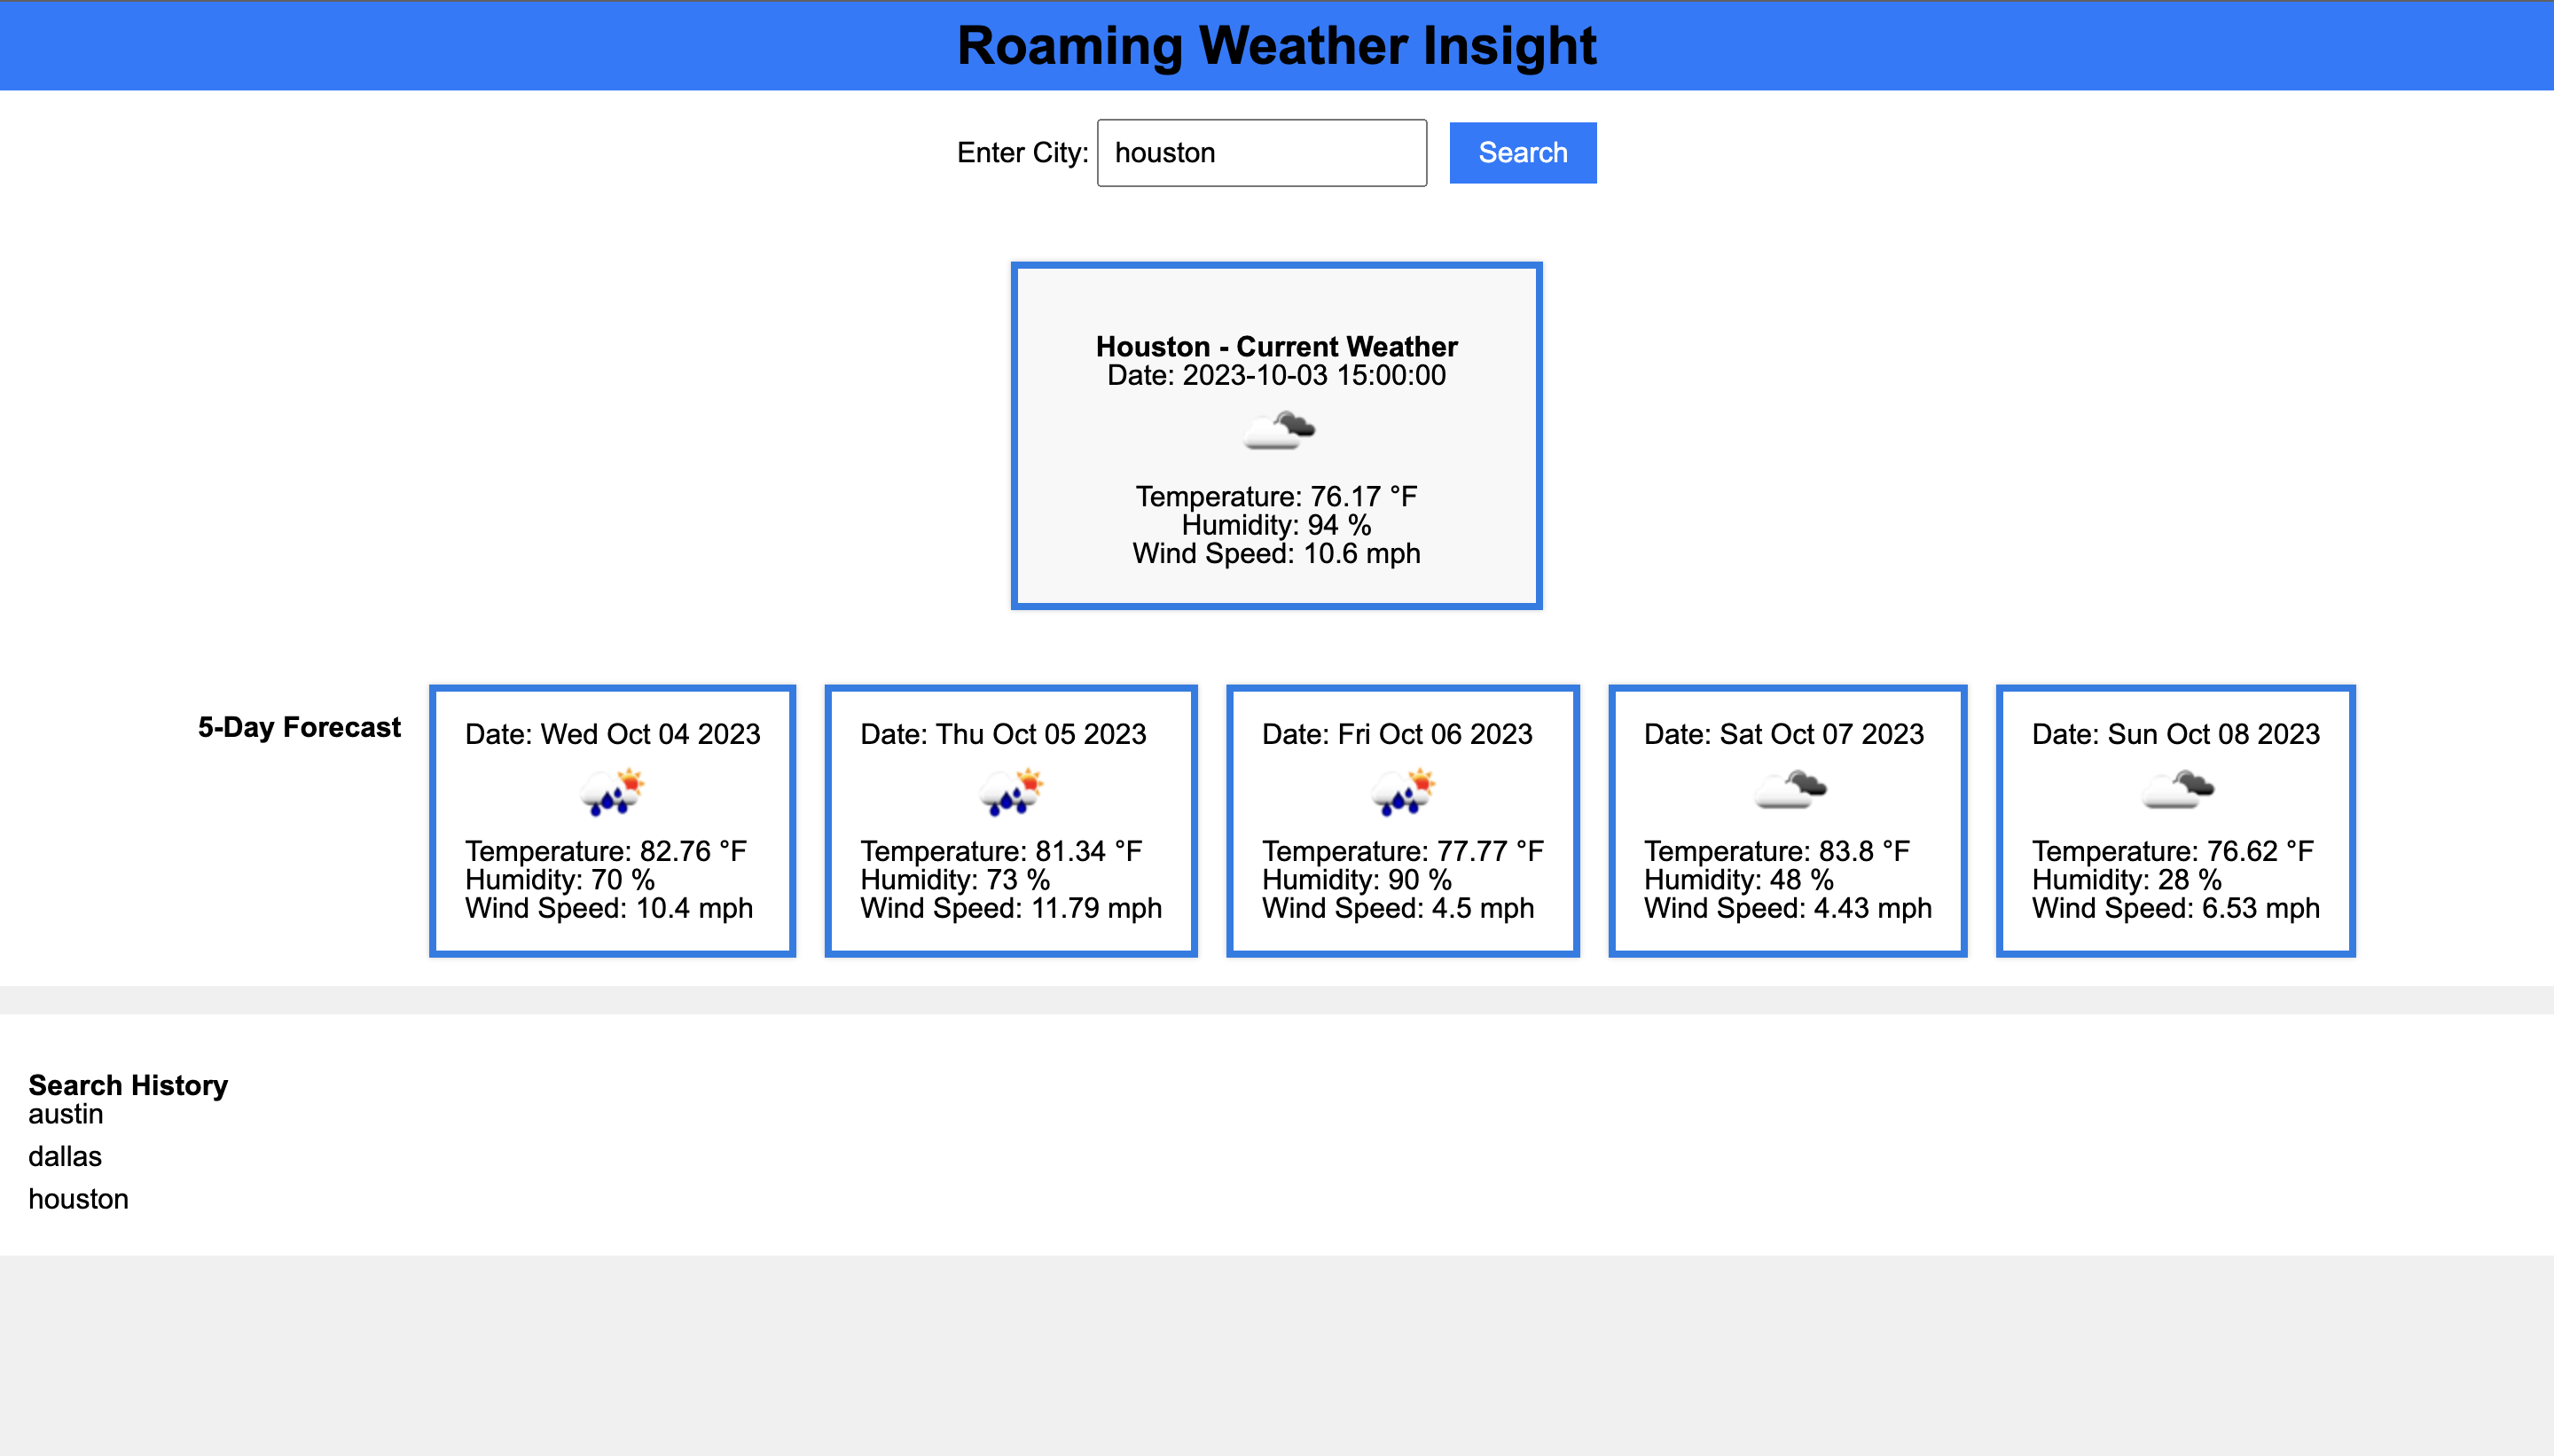 Roaming Weather Insight
Enter City: houston Search
Houston - Current Weather
Date: 2023-10-03 15:00:00
Temperature: 76.17 °F
Humidity: 94 %
Wind Speed: 10.6 mph
5-Day Forecast
Date: Wed Oct 04 2023
Temperature: 82.76 °F
Humidity: 70 %
Wind Speed: 10.4 mph
Date: Thu Oct 05 2023
Temperature: 81.34 °F
Humidity: 73 %
Wind Speed: 11.79 mph
Date: Fri Oct 06 2023
Temperature: 77.77 °F
Humidity: 90 %
Wind Speed: 4.5 mph
Date: Sat Oct 07 2023
Temperature: 83.8 °F
Humidity: 48 %
Wind Speed: 4.43 mph
Date: Sun Oct 08 2023
Temperature: 76.62 °F
Humidity: 28 %
Wind Speed: 6.53 mph
Search History
austin
dallas
houston